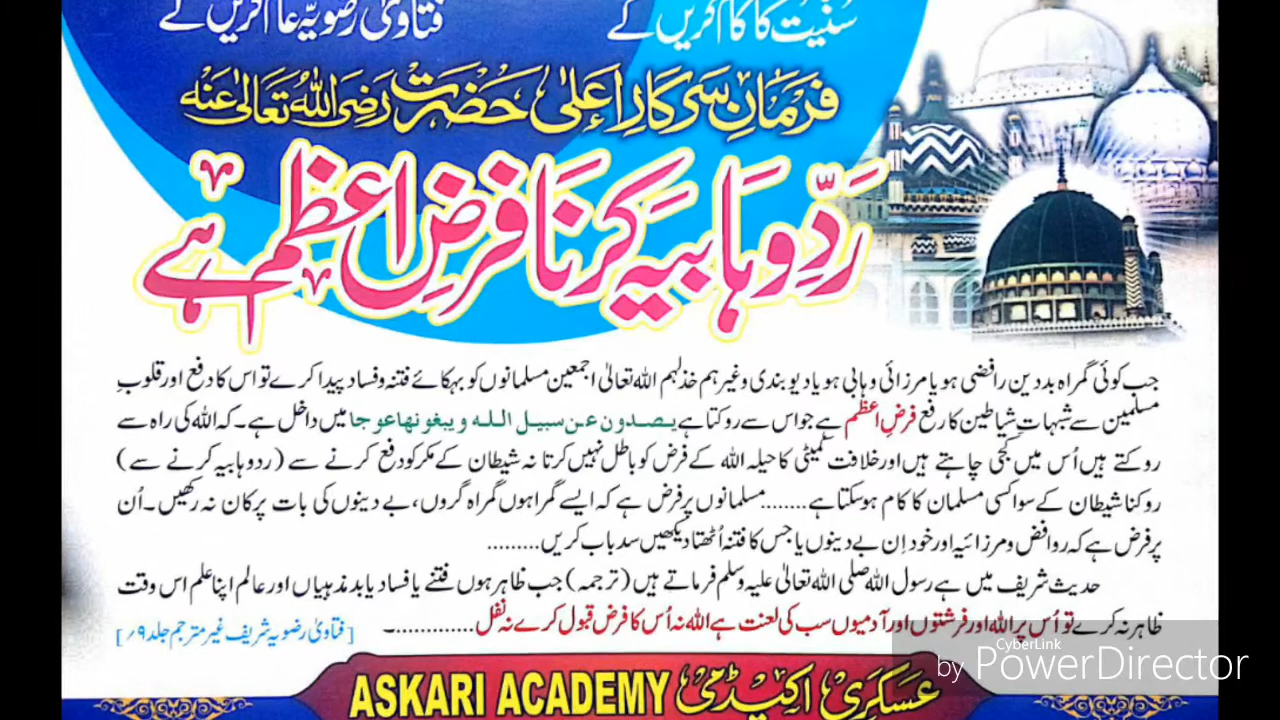 سُنّیت کا کام کریں گے
فتاویٰ رضویہ عام کریں گے
فرمانِ سرکارِ اعلیٰ حضرت رضی اللہ تعالیٰ عنہ
ردِّ وہابیہ کرنا فرضِ اعظم ہے
جب کوئی گمراہ بددین رافضی ہو یا مرزائی وہابی ہو یا دیوبندی وغیرہم خذلہم اللہ تعالیٰ اجمعین مسلمانوں کو بہکائے فتنہ و فساد پیدا کرے تو اس کا دفع اور قلوبِ
مسلمین سے شبہاتِ شیاطین کا رفع فرضِ اعظم ہے جو اس سے روکتا ہے یصدون عن سبیل اللہ ویبغونھا عوجا میں داخل ہے۔ کہ اللہ کی راہ سے
روکتے ہیں اُس میں کجی چاہتے ہیں اور خلافت کمیٹی کا حیلہ اللہ کے فرض کو باطل نہیں کرتا نہ شیطان کے مکر کو دفع کرنے سے (ردوہابیہ کرنے سے)
روکنا شیطان کے سوا کسی مسلمان کا کام ہوسکتا ہے........مسلمانوں پر فرض ہے کہ ایسے گمراہوں گمراہ گروں، بے دینوں کی بات پر کان نہ رکھیں۔ اُن
پر فرض ہے کہ روافض و مرزائیہ اور خود اِن بے دینوں یا جس کا فتنہ اُٹھتا دیکھیں سدباب کریں.........
حدیث شریف میں ہے رسول اللہ صلی اللہ تعالیٰ علیہ وسلم فرماتے ہیں (ترجمہ) جب ظاہر ہوں فتنے یا فساد یا بدمذہبیاں اور عالم اپنا علم اس وقت
ظاہر نہ کرے تو اُس پر اللہ اور فرشتوں اور آدمیوں سب کی لعنت ہے اللہ نہ اُس کا فرض قبول کرے نہ نفل............۔ [فتاویٰ رضویہ شریف غیر مترجم جلد ۹، م]
ASKARI ACADEMY عسکری اکیڈمی
CyberLink
by PowerDirector